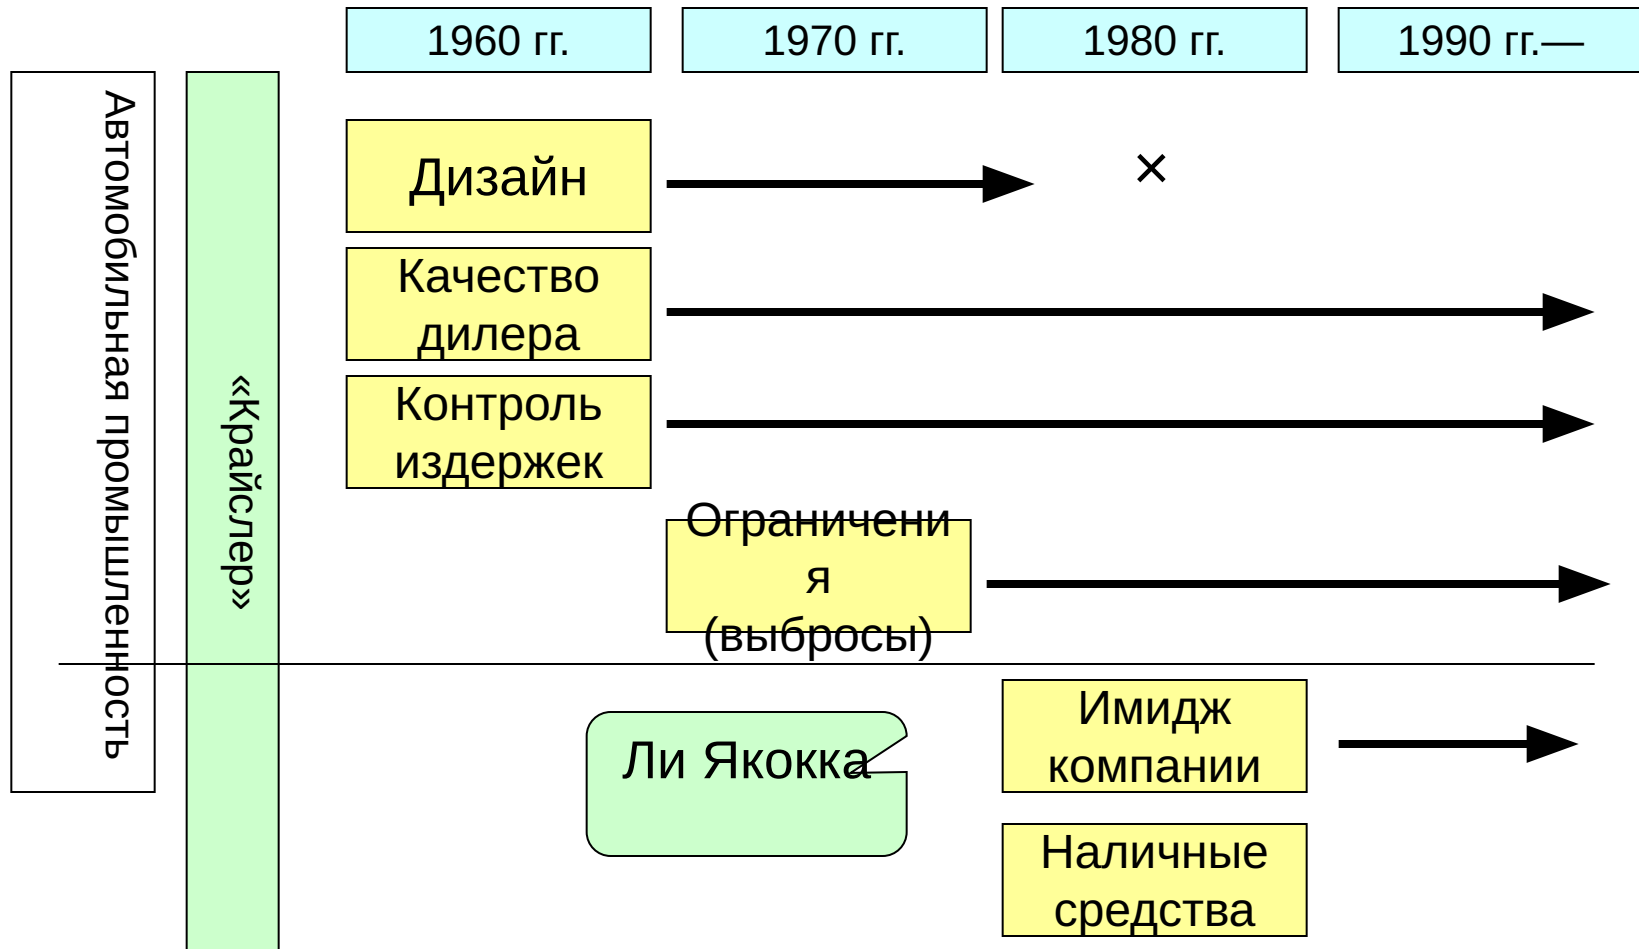 1960 гг.
1970 гг.
1980 гг.
1990 гг.—
Автомобильная промышленность
«Крайслер»
Дизайн
×
Качество
дилера
Контроль
издержек
Ограничени
я
(выбросы)
Ли Якокка
Имидж
компании
Наличные
средства